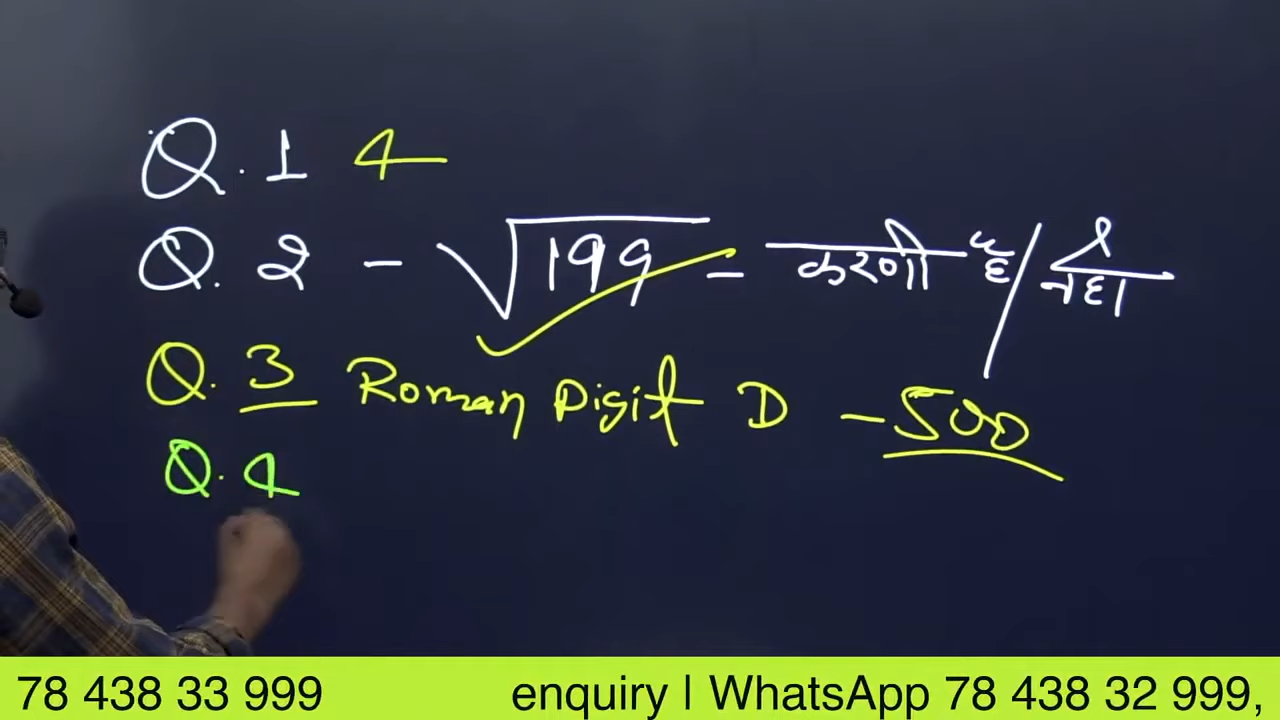 Q. 1 4
Q. 2 - √199 = करणी है/नहीं
Q. 3 Roman Digit D - 500
Q. 4
78 438 33 999 enquiry | WhatsApp 78 438 32 999,